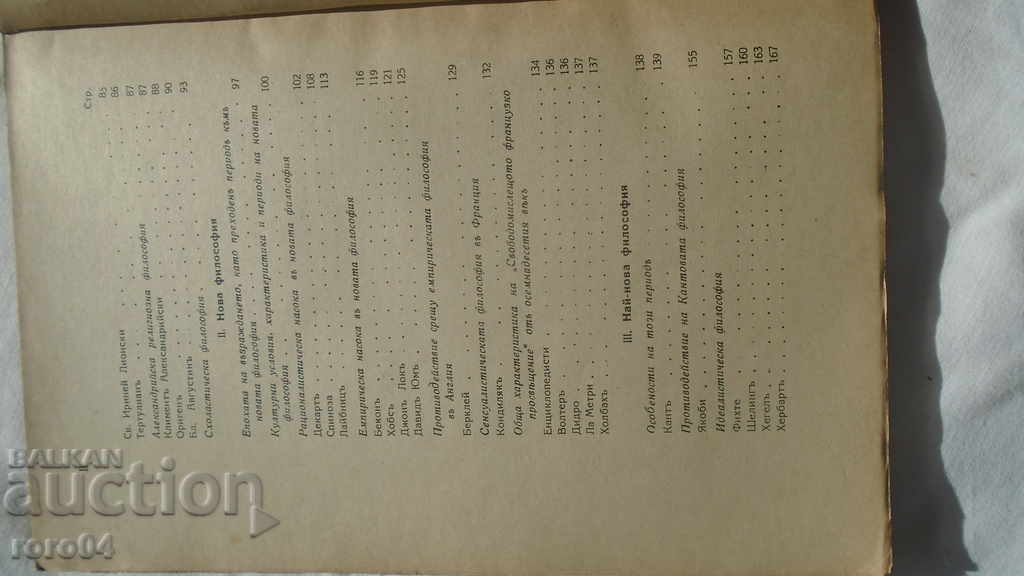 Стр.
Св. Ириней Лионски . . . 85
Тертулианъ . . . 86
Александрийска религиозна философия . . . 87
Климентъ Александрийски . . . 87
Оригенъ . . . 88
Бл. Августинъ . . . 90
Схоластическа философия . . . 93
II. Нова философия
Епохата на възраждането, като преходенъ периодъ къмъ
новата философия . . . 97
Културни условия, характеристика и периоди на новата
философия . . . 100
Рационалистическа насока въ новата философия
Декартъ . . . 102
Спиноза . . . 108
Лайбницъ . . . 113
Емпирическа насока въ новата философия
Беконъ . . . 116
Хобсъ . . . 119
Джонъ Локъ . . . 121
Давидъ Юмъ . . . 125
Противодействие срещу емпирическата философия
въ Англия
Берклей . . . 129
Сенсуалистическата философия въ Франция
Кондилякъ . . . 132
Обща характеристика на „Свободомислещото французко
просвѣщение“ отъ осемнадесетия вѣкъ
Енциклопедисти . . . 134
Волтеръ . . . 136
Дидро . . . 136
Ла Метри . . . 137
Холбахъ . . . 137
III. Най-нова философия
Особености на този периодъ . . . 138
Кантъ . . . 139
Противодействие на Кантовата философия
Якоби . . . 155
Идеалистическа философия
Фихте . . . 157
Шелингъ . . . 160
Хегелъ . . . 163
Хербартъ . . . 167
BALKAN
auction
roro04